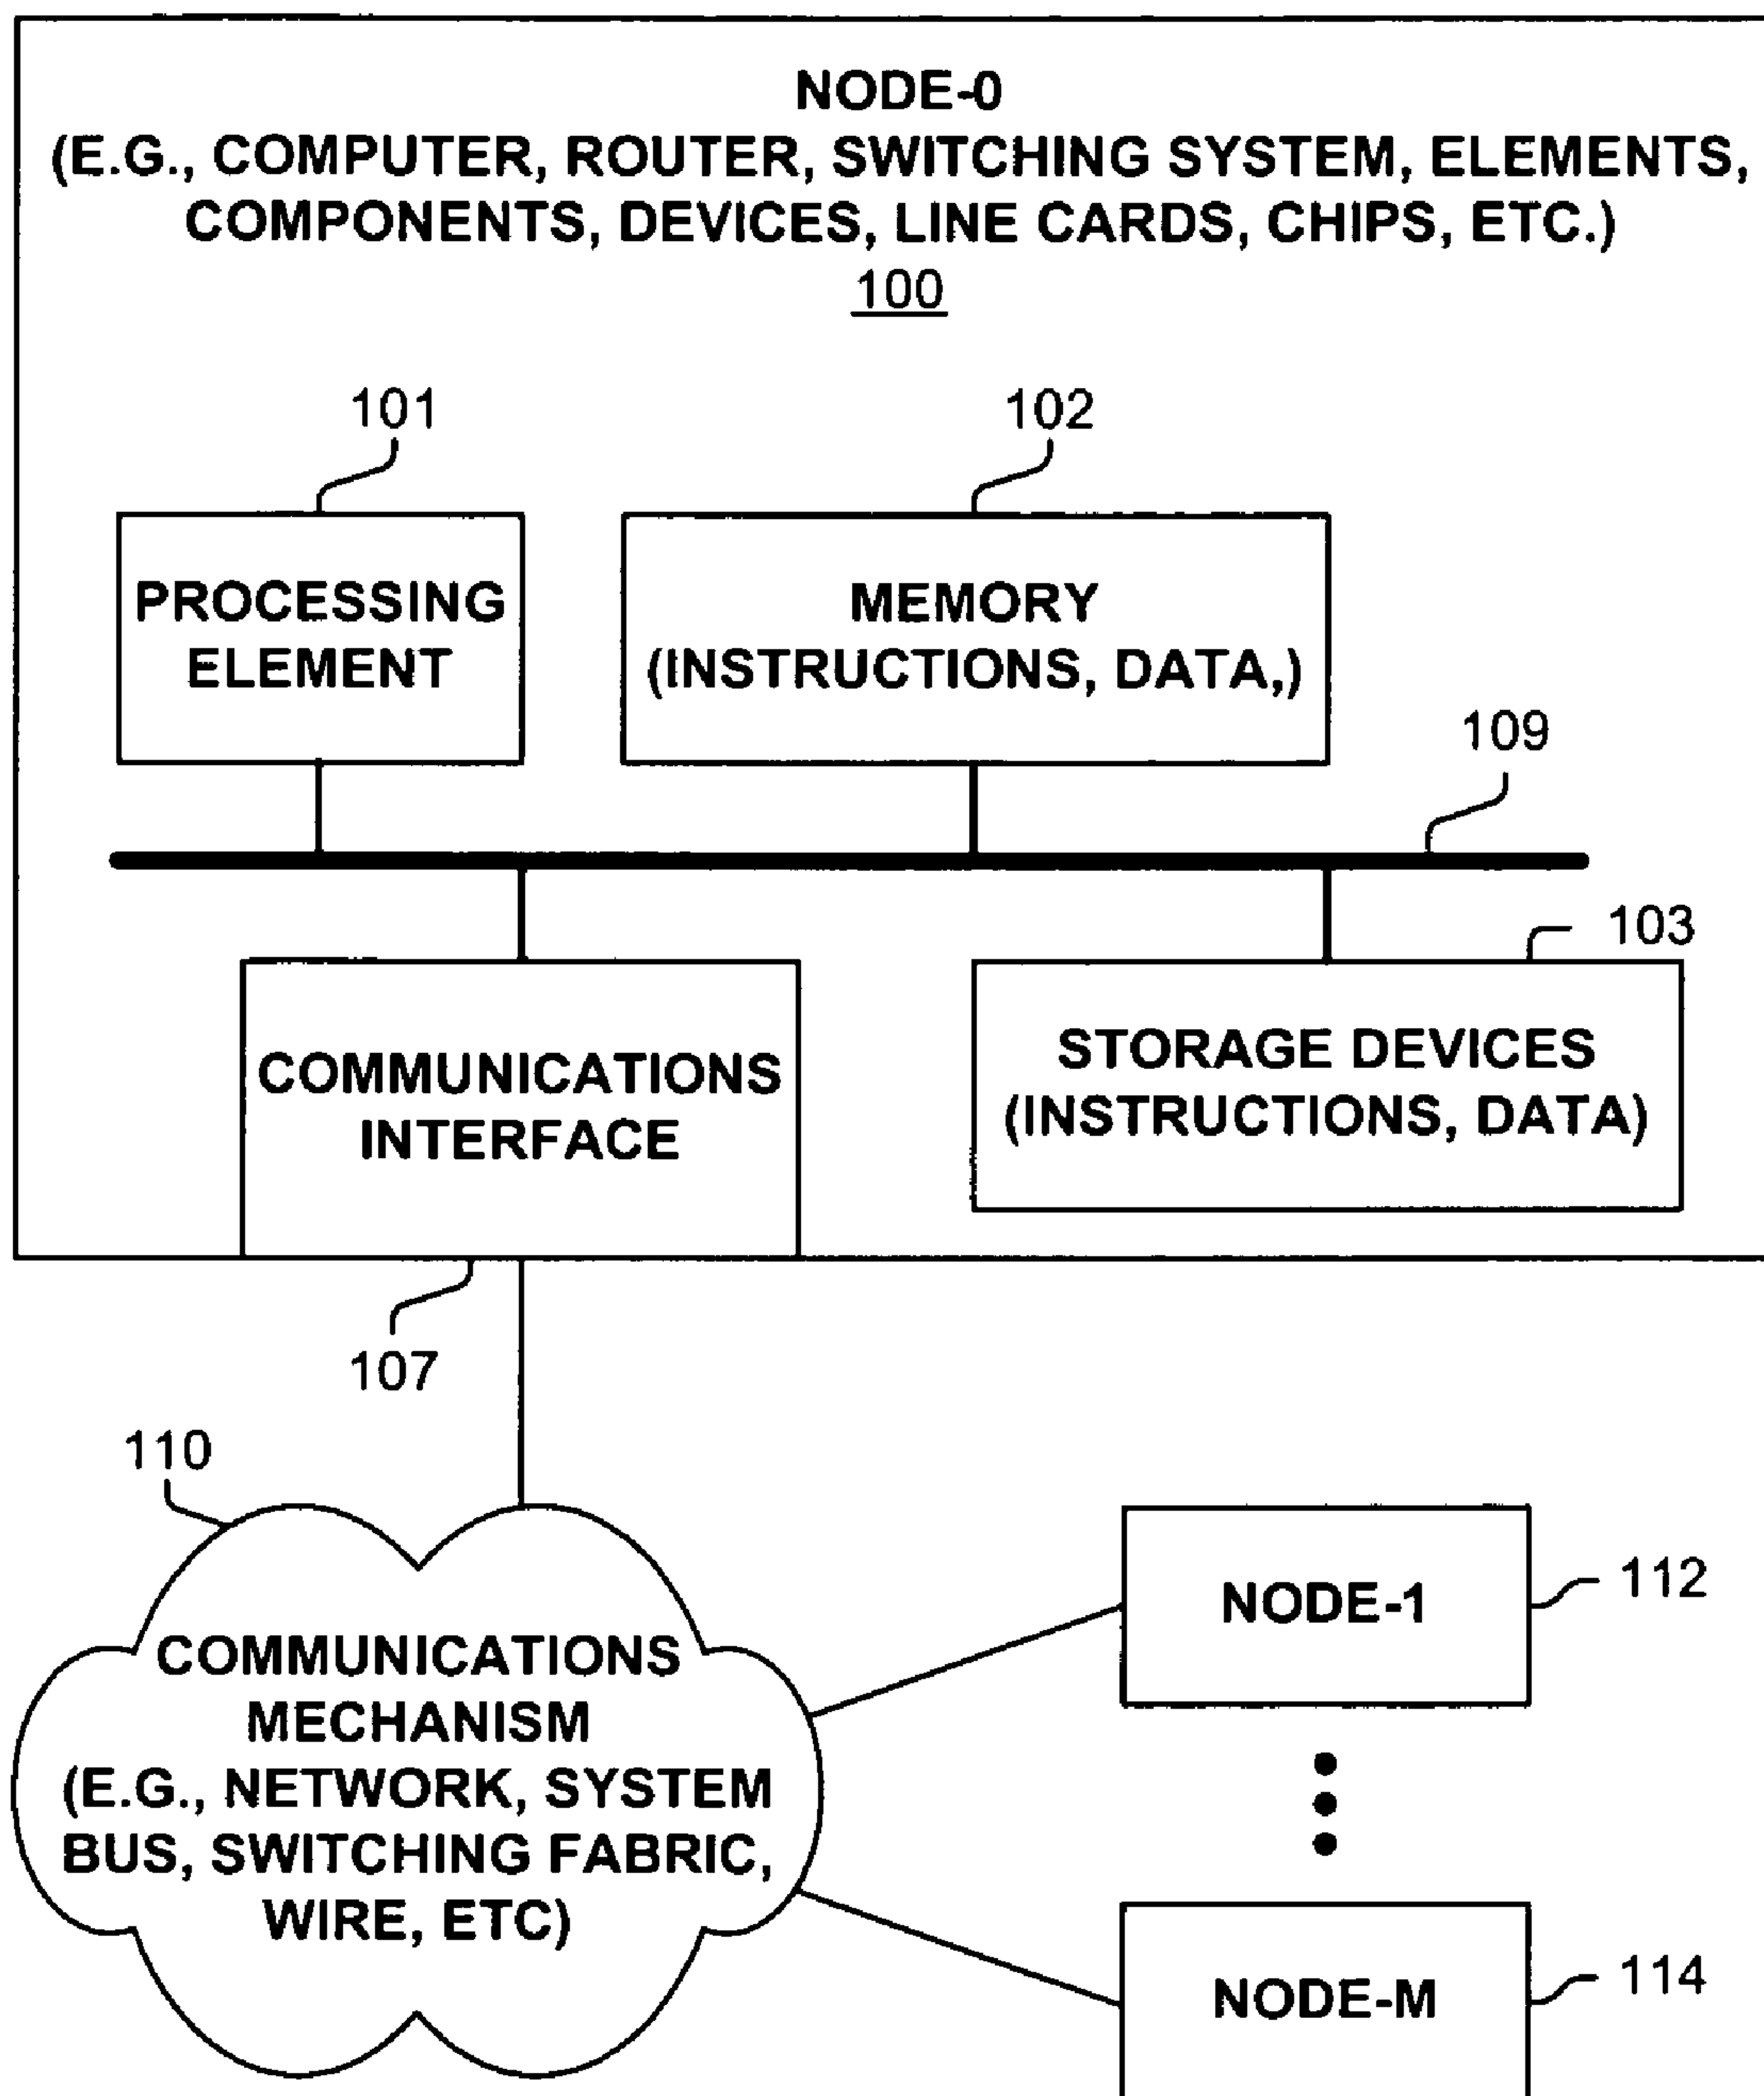 NODE-0
(E.G., COMPUTER, ROUTER, SWITCHING SYSTEM, ELEMENTS,
COMPONENTS, DEVICES, LINE CARDS, CHIPS, ETC.)
100
101
102
PROCESSING
ELEMENT
MEMORY
(INSTRUCTIONS, DATA,)
109
103
COMMUNICATIONS
INTERFACE
STORAGE DEVICES
(INSTRUCTIONS, DATA)
107
110
COMMUNICATIONS
MECHANISM
(E.G., NETWORK, SYSTEM
BUS, SWITCHING FABRIC,
WIRE, ETC)
NODE-1
112
NODE-M
114